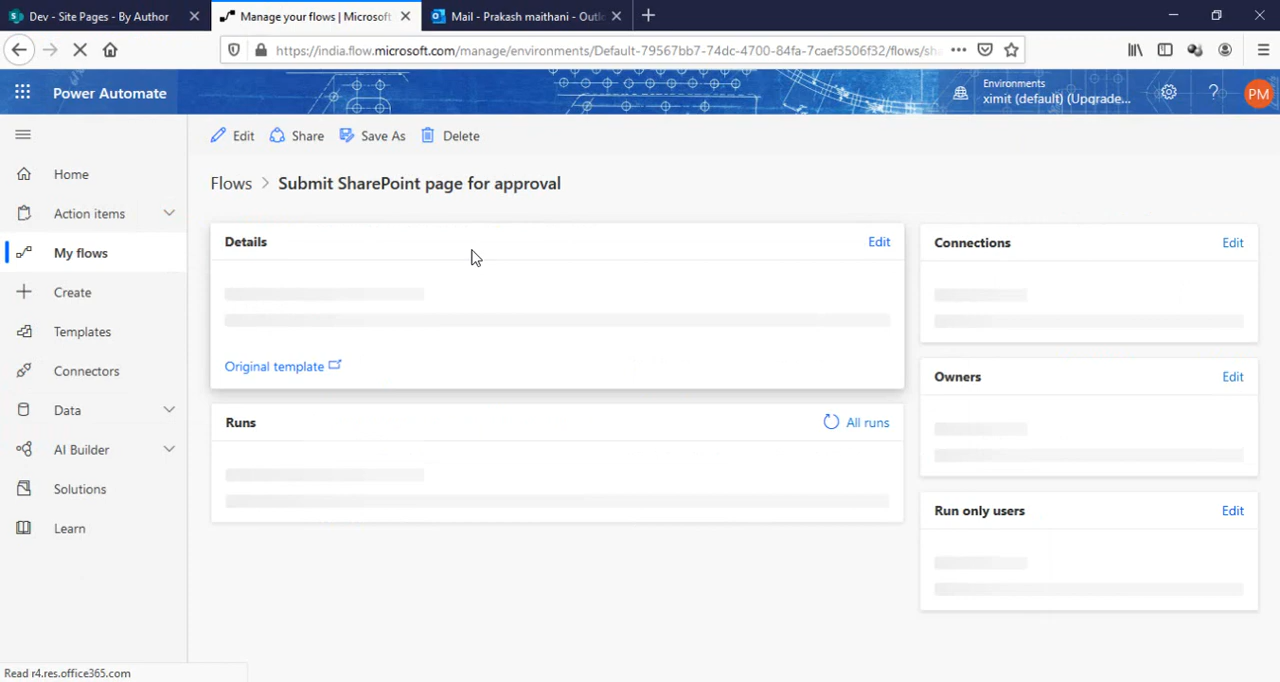 Dev - Site Pages - By Author
Manage your flows | Microsoft
Mail - Prakash maithani - Outl
https://india.flow.microsoft.com/manage/environments/Default-79567bb7-74dc-4700-84fa-7caef3506f32/flows/sh
Power Automate
Environments
ximit (default) (Upgrade...
PM
Edit
Share
Save As
Delete
Home
Action items
My flows
Create
Templates
Connectors
Data
AI Builder
Solutions
Learn
Flows > Submit SharePoint page for approval
Details
Edit
Original template
Runs
All runs
Connections
Edit
Owners
Edit
Run only users
Edit
Read r4.res.office365.com